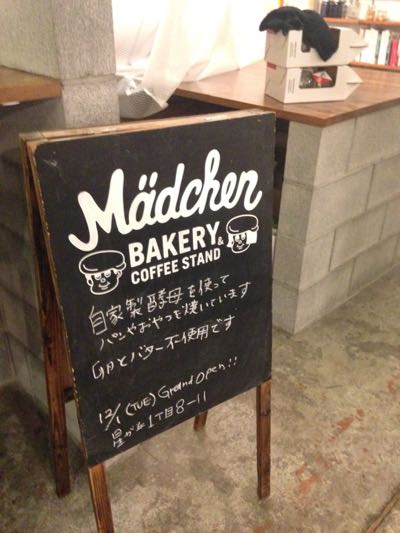 Mädchen
BAKERY &
COFFEE STAND
自家製酵母を使って
パンやおやつを焼いています
卵とバター不使用です
12/1 (TUE) Grand Open!!
星が丘1丁目8-11